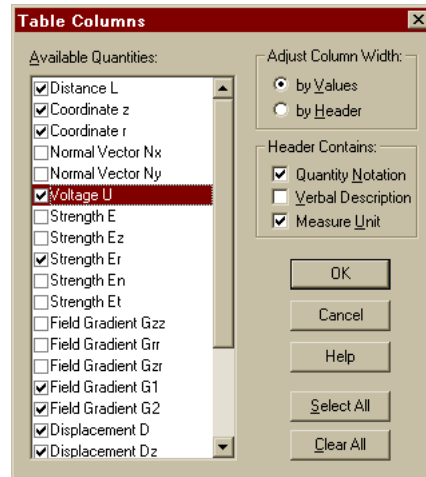 Table Columns
Available Quantities:
Distance L
Coordinate z
Coordinate r
Normal Vector Nx
Normal Vector Ny
Voltage U
Strength E
Strength Ez
Strength Er
Strength En
Strength Et
Field Gradient Gzz
Field Gradient Grr
Field Gradient Gzr
Field Gradient G1
Field Gradient G2
Displacement D
Displacement Dz
Adjust Column Width:
by Values
by Header
Header Contains:
Quantity Notation
Verbal Description
Measure Unit
OK
Cancel
Help
Select All
Clear All